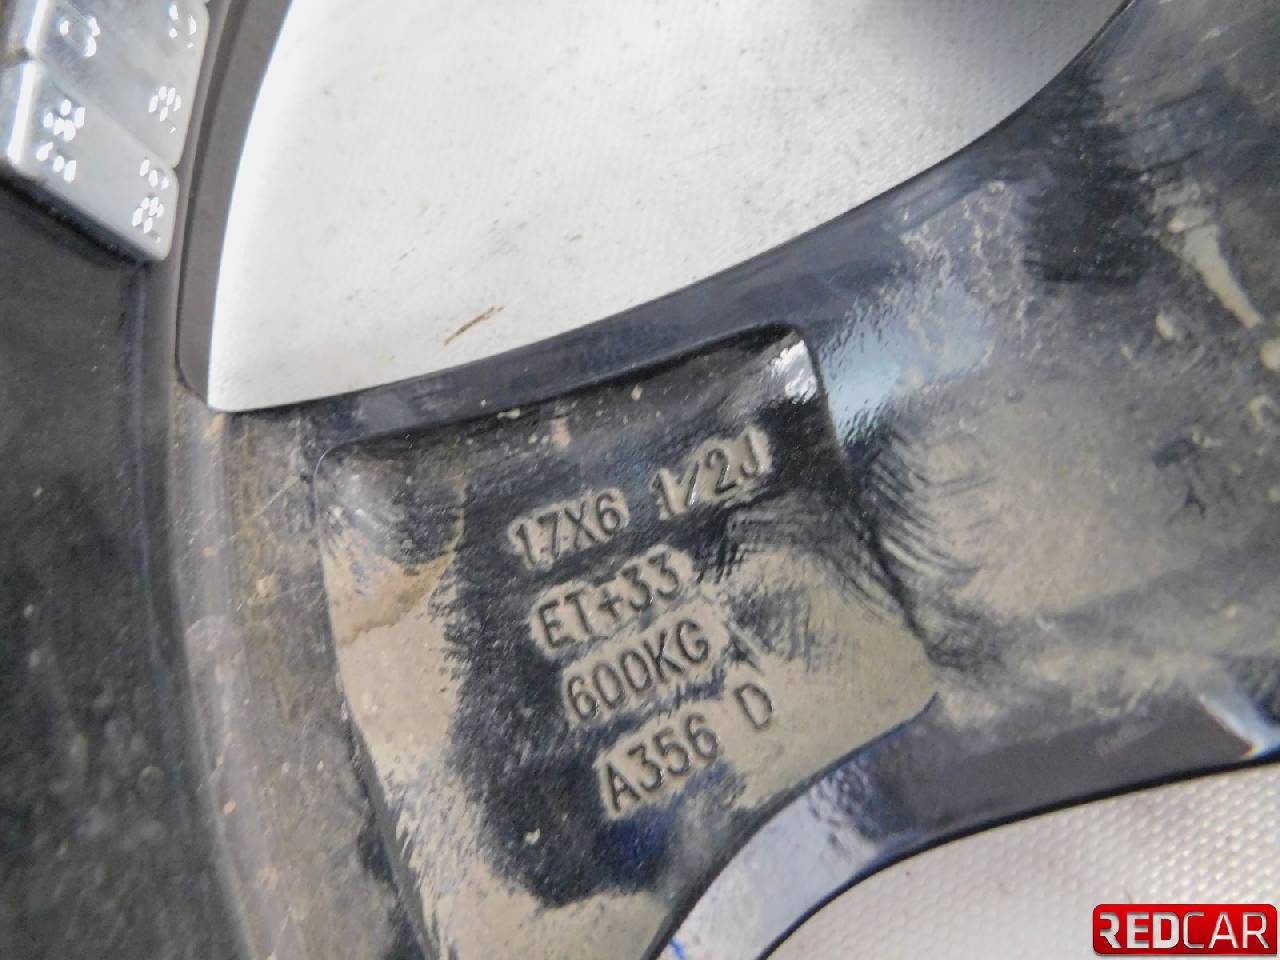 17X6 1/2J
ET+33
600KG
A356 D
REDCAR